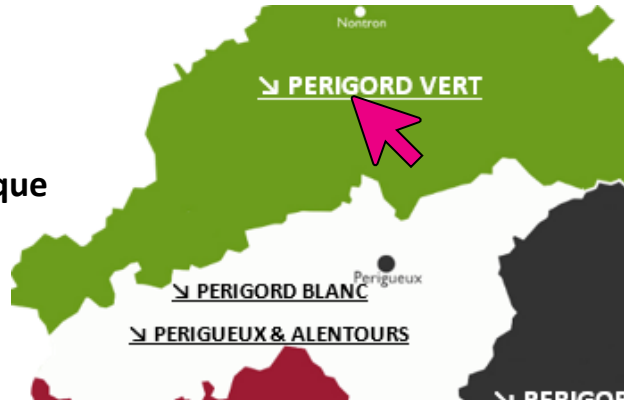 Nontron
↘ PERIGORD VERT
que
Perigueux
↘ PERIGORD BLANC
↘ PERIGUEUX & ALENTOURS
↘ PERIGOR